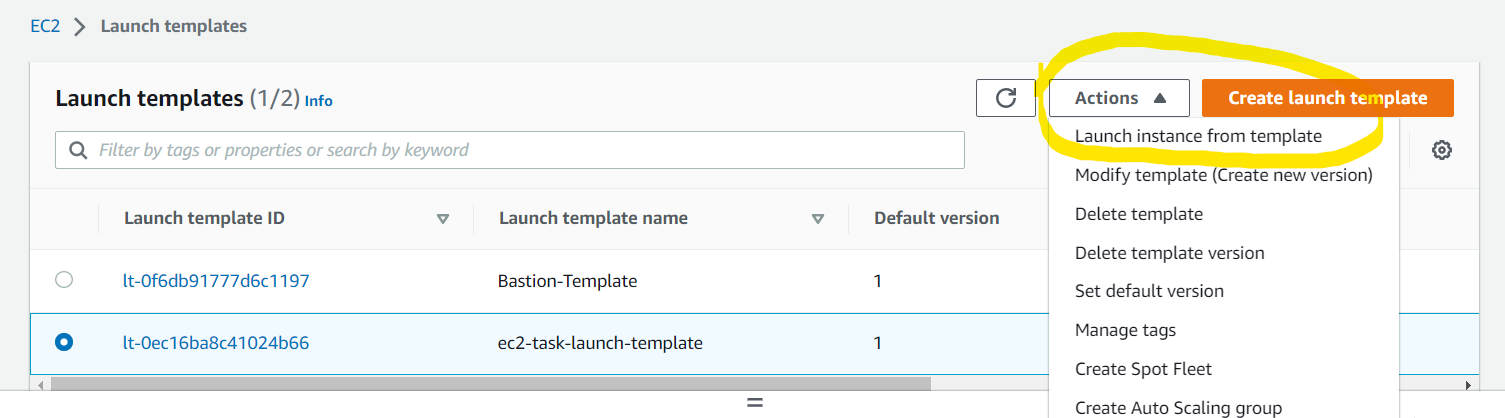 EC2 > Launch templates
Launch templates (1/2) Info
Actions
Create launch template
Filter by tags or properties or search by keyword
Launch template ID
Launch template name
Default version
lt-0f6db91777d6c1197
Bastion-Template
1
lt-0ec16ba8c41024b66
ec2-task-launch-template
1
Launch instance from template
Modify template (Create new version)
Delete template
Delete template version
Set default version
Manage tags
Create Spot Fleet
Create Auto Scaling group